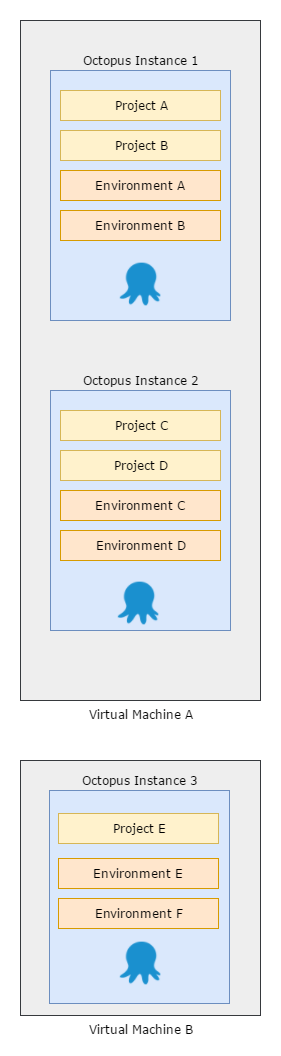 Octopus Instance 1
Project A
Project B
Environment A
Environment B
Octopus Instance 2
Project C
Project D
Environment C
Environment D
Virtual Machine A
Octopus Instance 3
Project E
Environment E
Environment F
Virtual Machine B